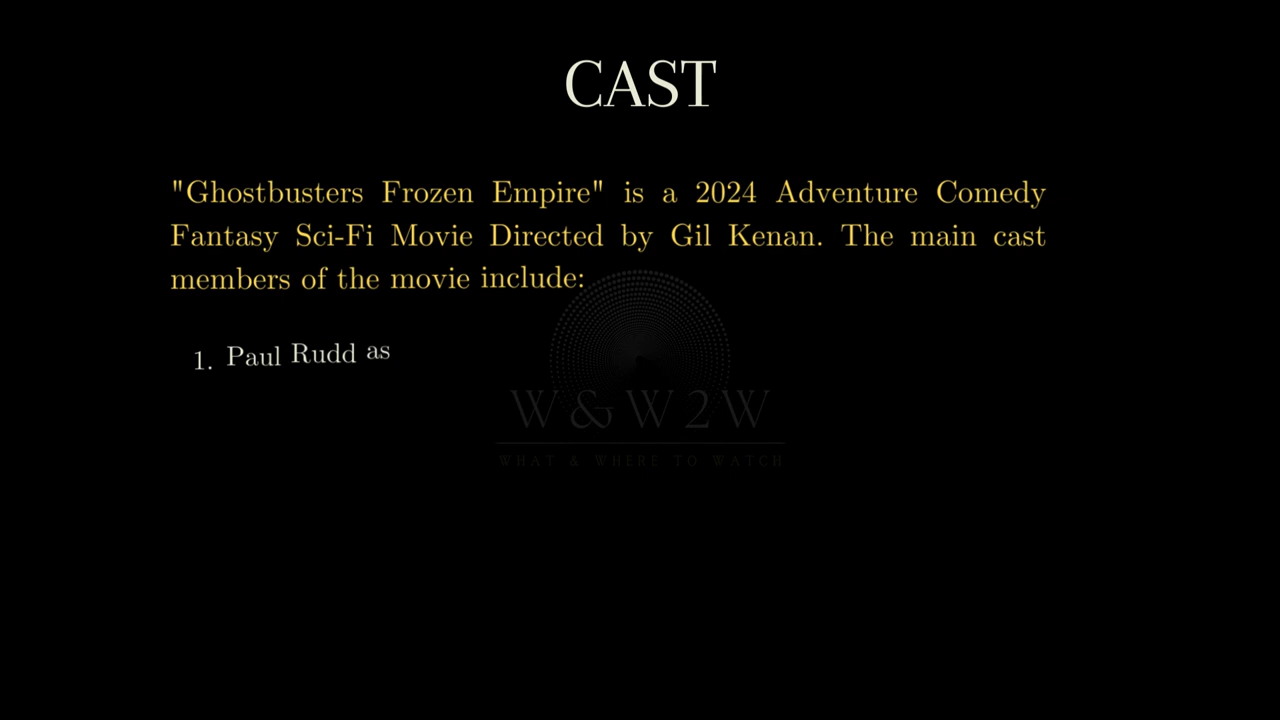 CAST
"Ghostbusters Frozen Empire" is a 2024 Adventure Comedy
Fantasy Sci-Fi Movie Directed by Gil Kenan. The main cast
members of the movie include:
1. Paul Rudd as
W & W 2 W
WHAT & WHERE TO WATCH